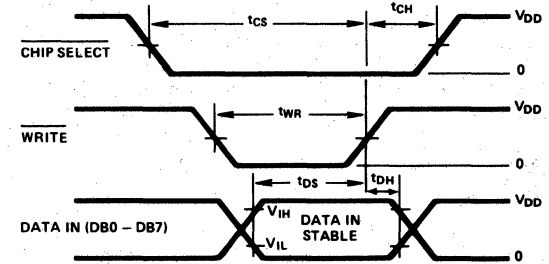 tCS
tCH
VDD
CHIP SELECT
0
tWR
VDD
WRITE
0
tDS
tDH
VDD
VIH
DATA IN (DB0 – DB7)
DATA IN
STABLE
VIL
0